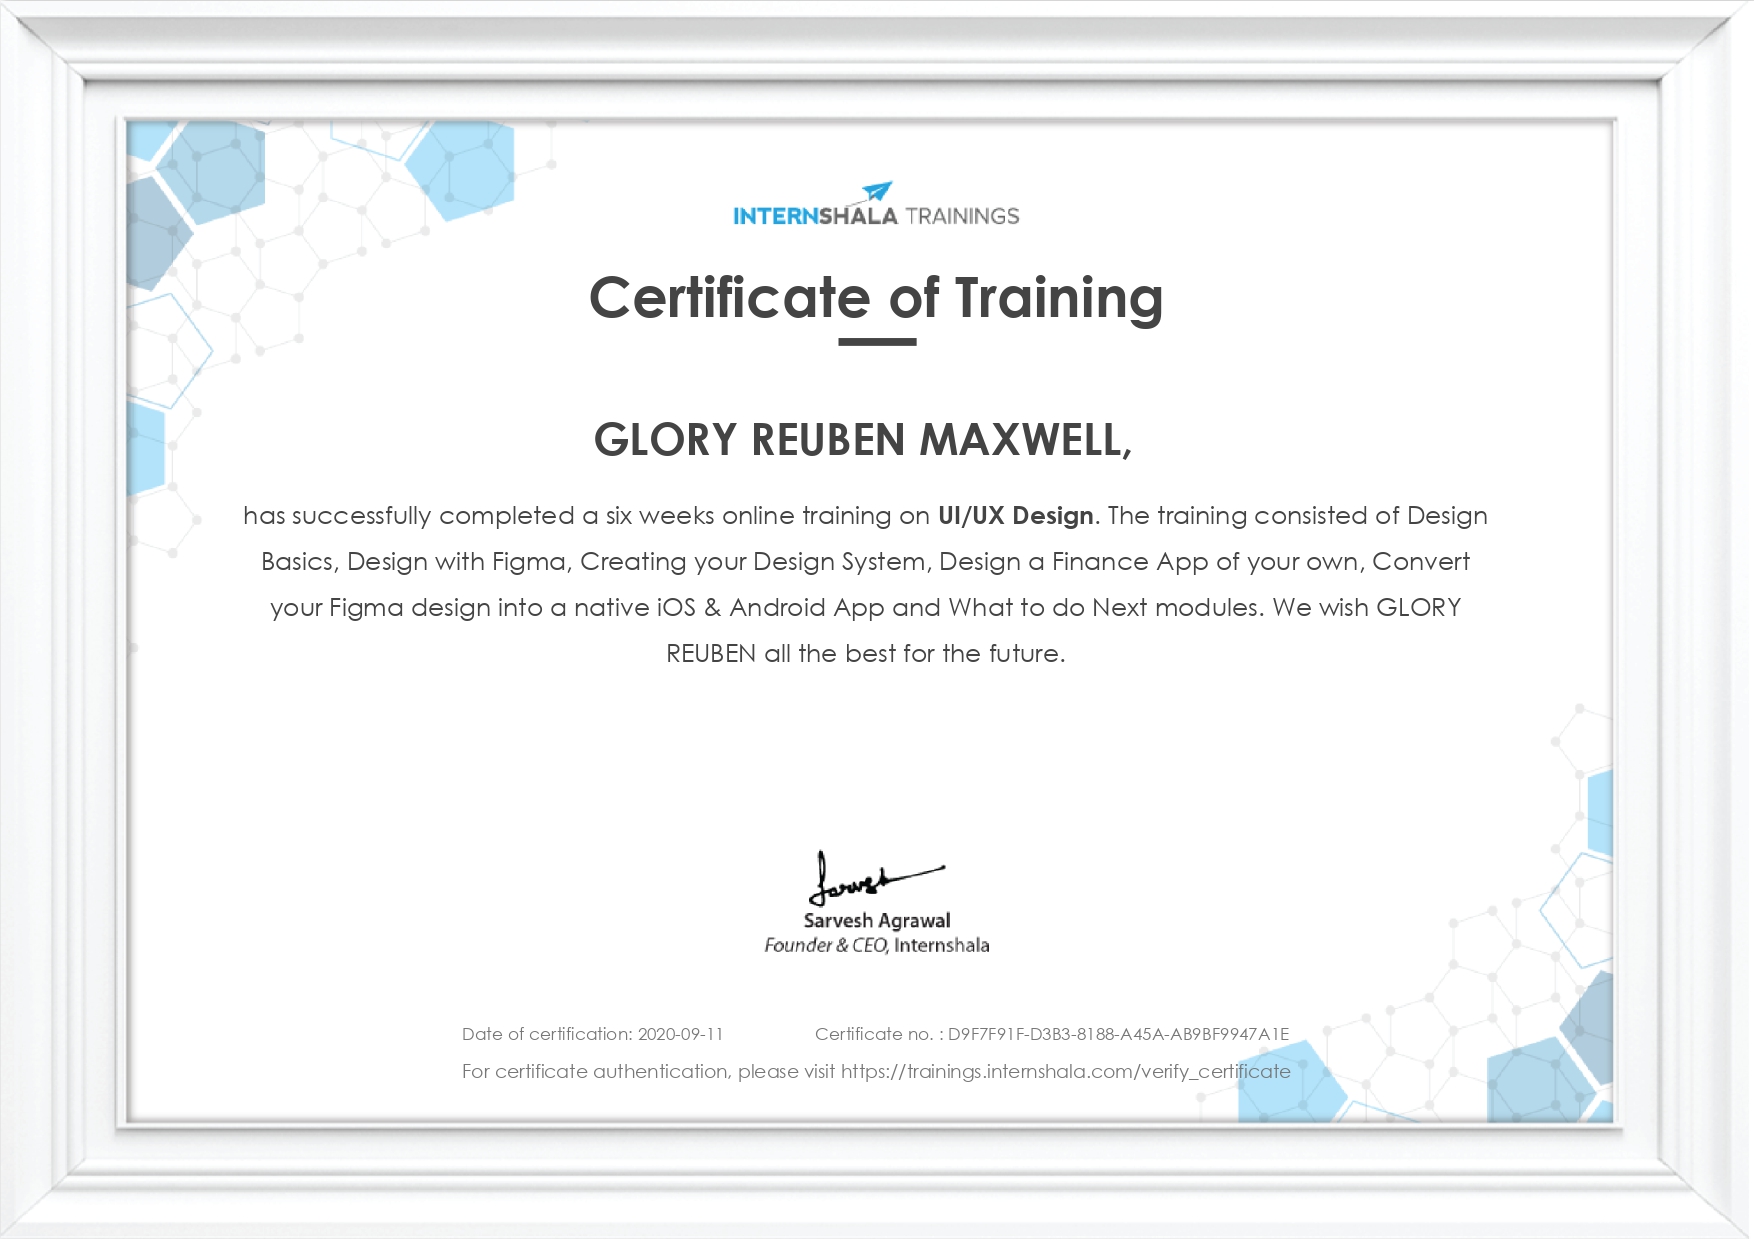 INTERNSHALA TRAININGS
Certificate of Training
GLORY REUBEN MAXWELL,
has successfully completed a six weeks online training on UI/UX Design. The training consisted of Design
Basics, Design with Figma, Creating your Design System, Design a Finance App of your own, Convert
your Figma design into a native iOS & Android App and What to do Next modules. We wish GLORY
REUBEN all the best for the future.
Sarvesh
Sarvesh Agrawal
Founder & CEO, Internshala
Date of certification: 2020-09-11 Certificate no. : D9F7F91F-D3B3-8188-A45A-AB9BF9947A1E
For certificate authentication, please visit https://trainings.internshala.com/verify_certificate